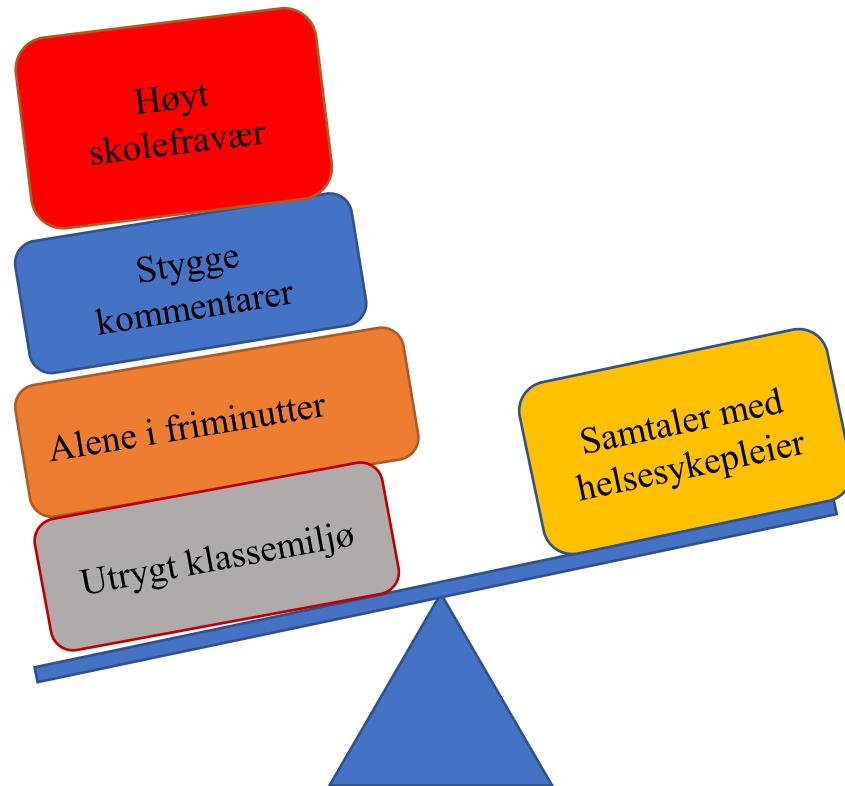 Høyt
skolefravær
Stygge
kommentarer
Alene i friminutter
Utrygt klassemiljø
Samtaler med
helsesykepleier